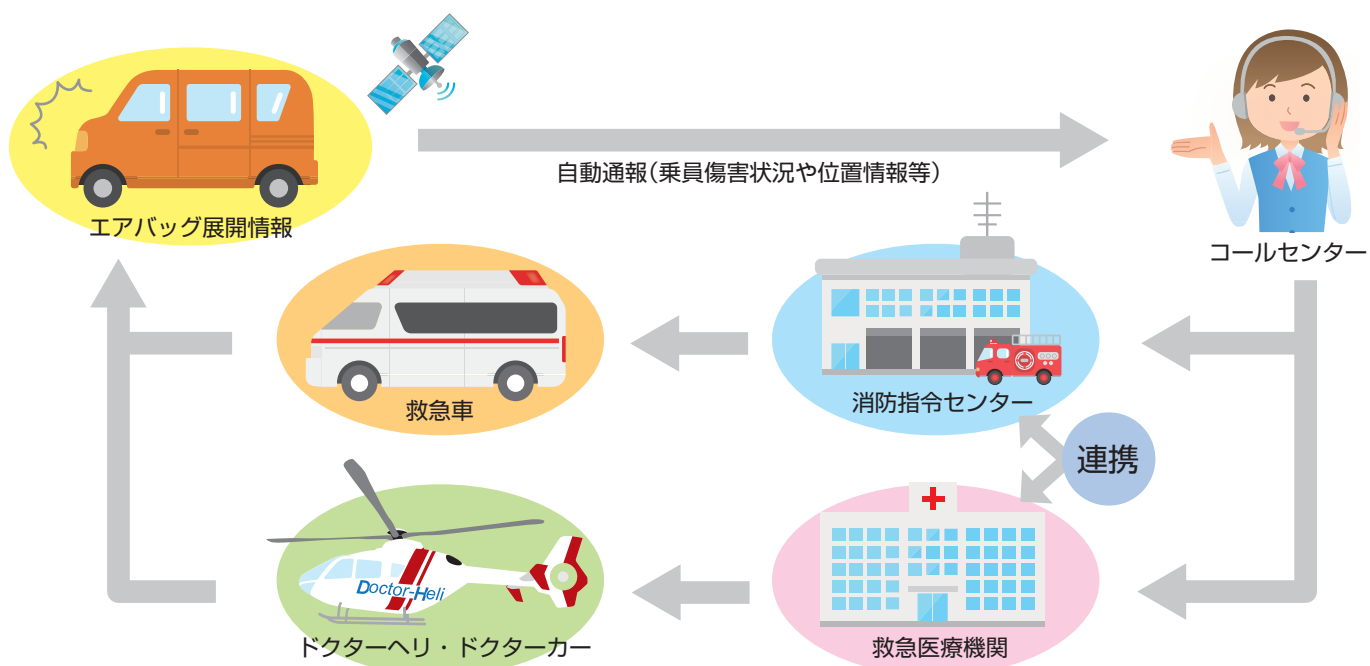 自動通報(乗員傷害状況や位置情報等)
エアバッグ展開情報
コールセンター
救急車
消防指令センター
連携
Doctor-Heli
ドクターヘリ・ドクターカー
救急医療機関